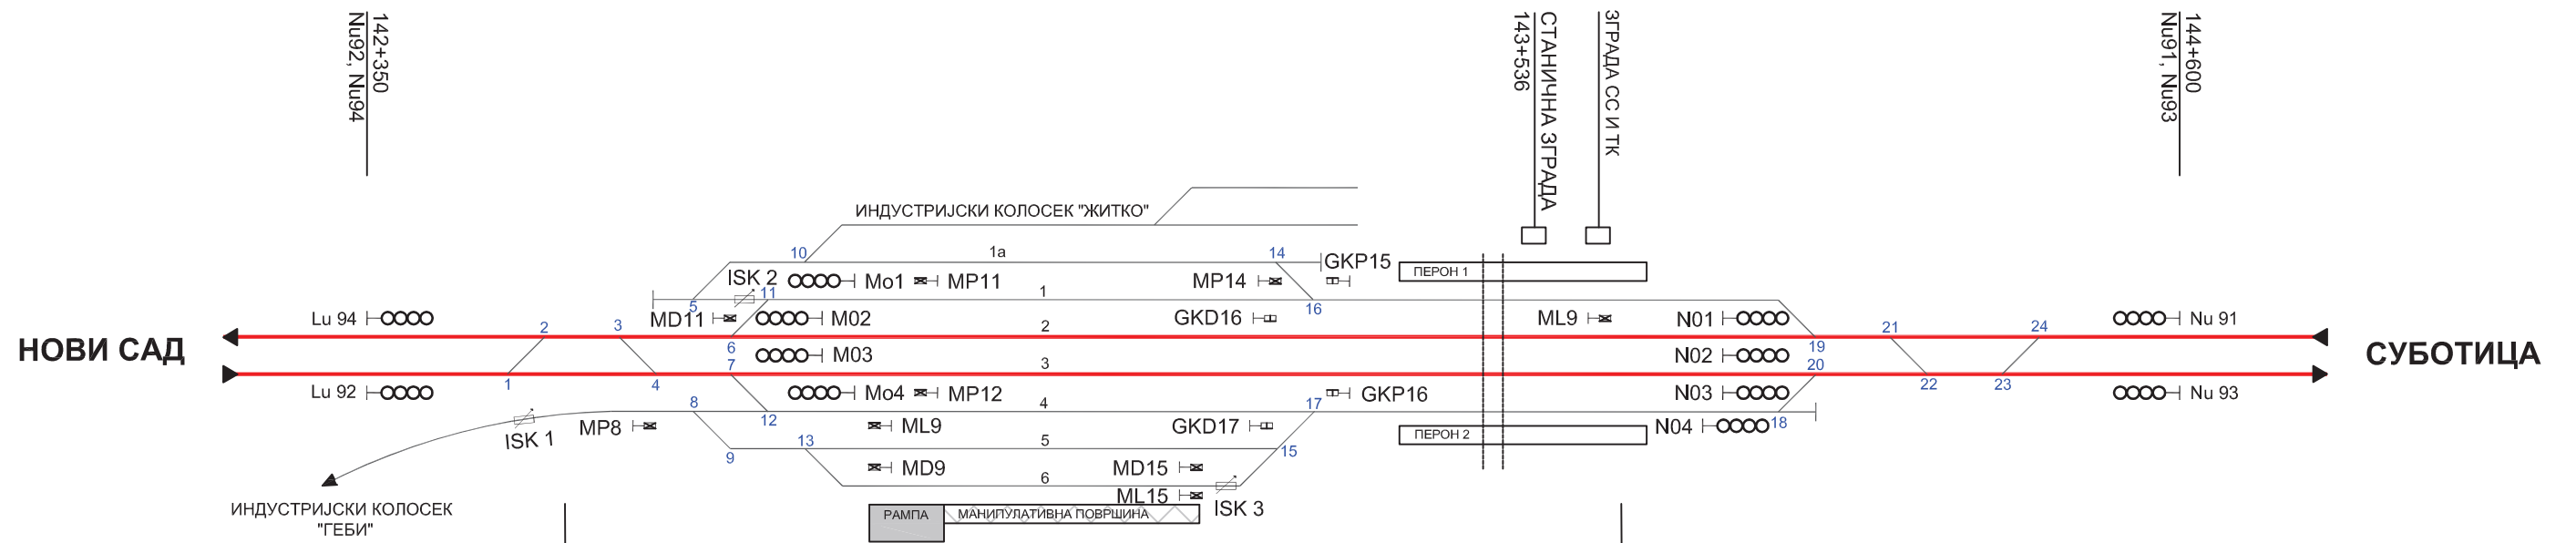 142+350
Nu92, Nu94
СТАНИЧНА ЗГРАДА
143+536
ЗГРАДА СС И ТК
144+600
Nu91, Nu93
ИНДУСТРИЈСКИ КОЛОСЕК "ЖИТКО"
10 1a 14 GKP15
ISK 2 Mo1 MP11 MP14 ПЕРОН 1
5 11 1 16
Lu 94 MD11 M02 GKD16 ML9 N01 Nu 91
2 3 2 21 24
НОВИ САД 6 M03 N02 19 СУБОТИЦА
7 3 20
1 4 22 23
Lu 92 Mo4 MP12 GKP16 N03 Nu 93
8 4 17
ISK 1 MP8 12 ML9 GKD17 ПЕРОН 2 N04 18
13 5
9 15
MD9 MD15
6
ML15 ISK 3
ИНДУСТРИЈСКИ КОЛОСЕК
"ГЕБИ"
РАМПА МАНИПУЛАТИВНА ПОВРШИНА